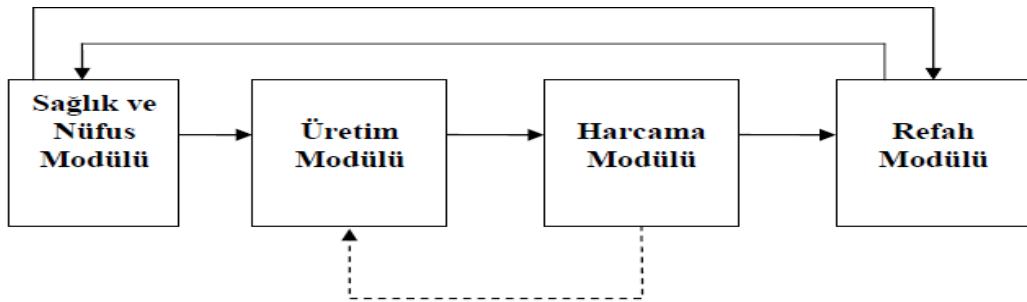 Sağlık ve
Nüfus
Modülü
Üretim
Modülü
Harcama
Modülü
Refah
Modülü